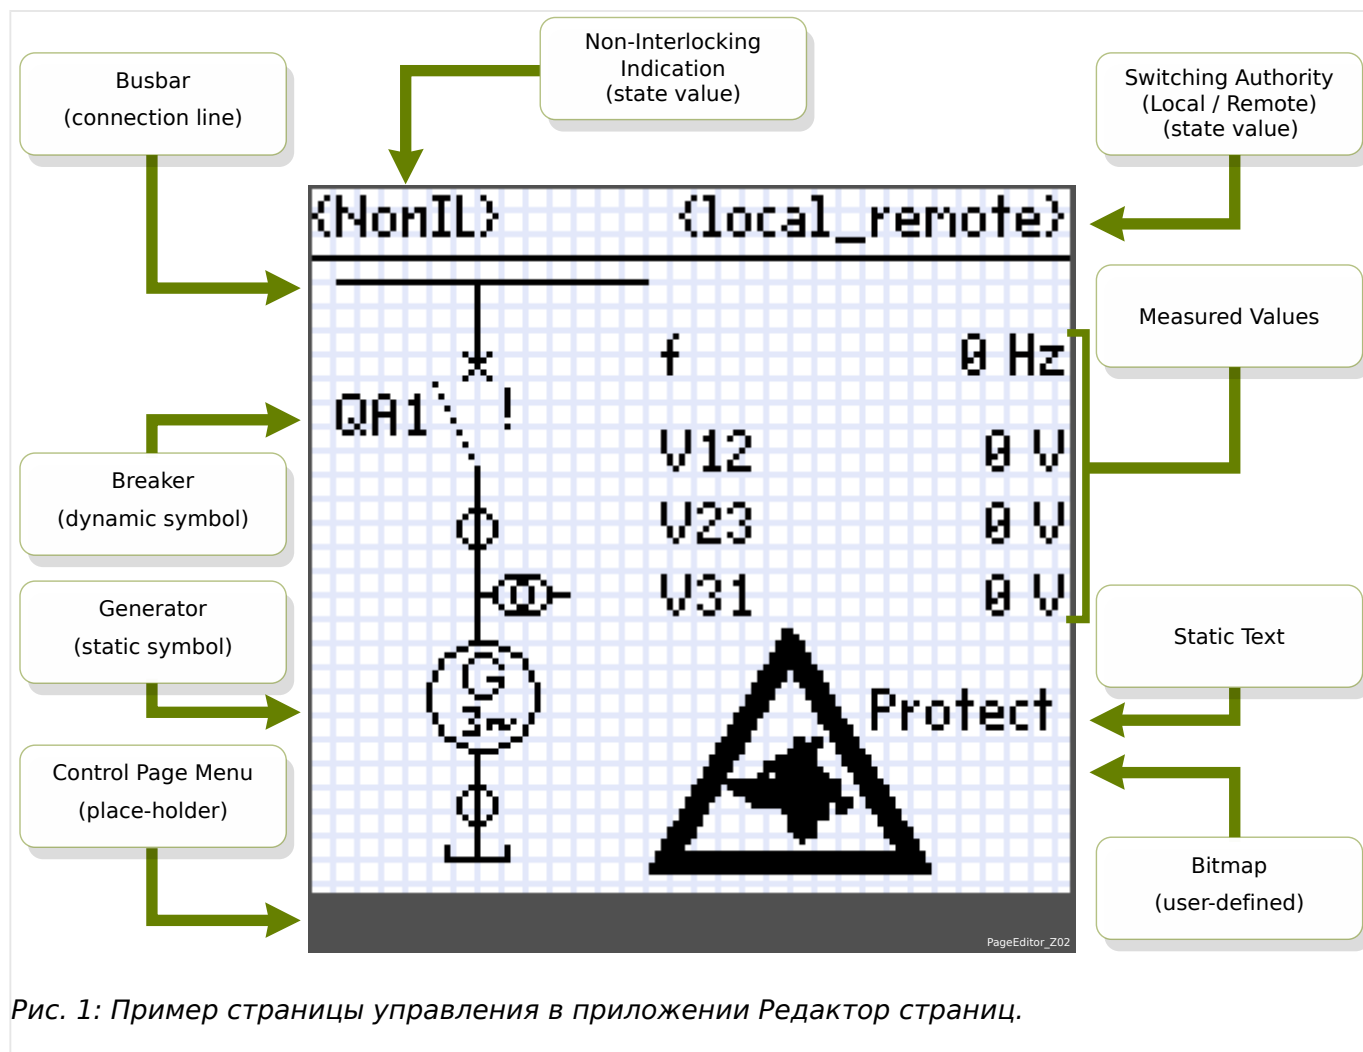 Non-Interlocking
Indication
(state value)
Busbar
(connection line)
Switching Authority
(Local / Remote)
(state value)
{NonIL}
{local_remote}
Measured Values
f 0 Hz
QA1 !
V12 0 V
Breaker
(dynamic symbol)
V23 0 V
V31 0 V
Generator
(static symbol)
Static Text
G
3~
Protect
Control Page Menu
(place-holder)
Bitmap
(user-defined)
PageEditor_Z02
Рис. 1: Пример страницы управления в приложении Редактор страниц.